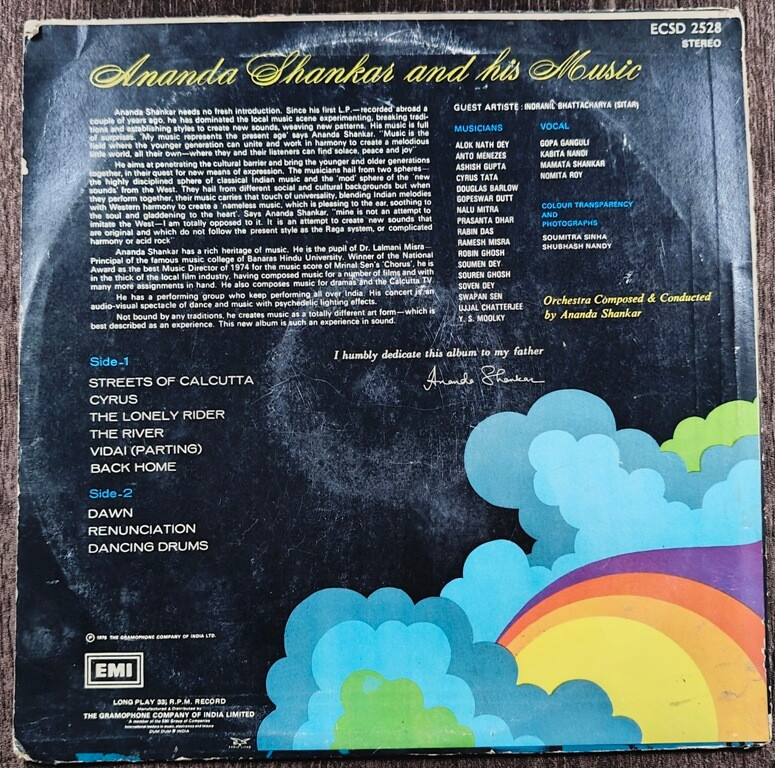 ECSD 2528
STEREO
Ananda Shankar and his Music
Ananda Shankar needs no fresh introduction. Since his first L.P.—recorded abroad a
couple of years ago, he has dominated the local music scene experimenting, breaking tradi-
tions and establishing styles to create new sounds, weaving new patterns. His music is full
of surprises. 'My music represents the present age' says Ananda Shankar. "Music is the
field where the younger generation can unite and work in harmony to create a melodious
little world, all their own—where they and their listeners can find solace, peace and joy"
He aims at penetrating the cultural barrier and bring the younger and older generations
together, in their quest for new means of expression. The musicians hail from two spheres—
the highly disciplined sphere of classical Indian music and the 'mod' sphere of the new
sounds' from the West. They hail from different social and cultural backgrounds but when
they perform together, their music carries that touch of universality, blending Indian melodies
with Western harmony to create a 'nameless music, which is pleasing to the ear, soothing to
the soul and gladdening to the heart'. Says Ananda Shankar, "mine is not an attempt to
imitate the West—I am totally opposed to it. It is an attempt to create new sounds that
are original and which do not follow the present style as the Raga system, or complicated
harmony or acid rock"
Ananda Shankar has a rich heritage of music. He is the pupil of Dr. Lalmani Misra—
Principal of the famous music college of Banaras Hindu University. Winner of the National
Award as the best Music Director of 1974 for the music score of Mrinal Sen's 'Chorus', he is
in the thick of the local film industry, having composed music for a number of films and with
many more assignments in hand. He also composes music for dramas and the Calcutta TV
He has a performing group who keep performing all over India. His concert is an
audio-visual spectacle of dance and music with psychedelic lighting effects.
Not bound by any traditions, he creates music as a totally different art form—which is
best described as an experience. This new album is such an experience in sound.
GUEST ARTISTE : INDRANIL BHATTACHARYA (SITAR)
MUSICIANS
ALOK NATH DEY
ANTO MENEZES
ASHISH GUPTA
CYRUS TATA
DOUGLAS BARLOW
GOPESWAR DUTT
NALU MITRA
PRASANTA DHAR
RABIN DAS
RAMESH MISRA
ROBIN GHOSH
SOUMEN DEY
SOUREN GHOSH
SOVEN DEY
SWAPAN SEN
UJJAL CHATTERJEE
Y. S. MOOLKY
VOCAL
GOPA GANGULI
KABITA NANDI
MAMATA SHANKAR
NOMITA ROY
COLOUR TRANSPARENCY
AND
PHOTOGRAPHS
SOUMITRA SINHA
SHUBHASH NANDY
Orchestra Composed & Conducted
by Ananda Shankar
I humbly dedicate this album to my father
Ananda Shankar
Side-1
STREETS OF CALCUTTA
CYRUS
THE LONELY RIDER
THE RIVER
VIDAI (PARTING)
BACK HOME
Side-2
DAWN
RENUNCIATION
DANCING DRUMS
℗ 1975 THE GRAMOPHONE COMPANY OF INDIA LTD.
EMI
LONG PLAY 33⅓ R.P.M. RECORD
Manufactured & Distributed by
THE GRAMOPHONE COMPANY OF INDIA LIMITED
A member of the EMI Group of Companies
International leaders in music, electronics and leisure
DUM DUM INDIA